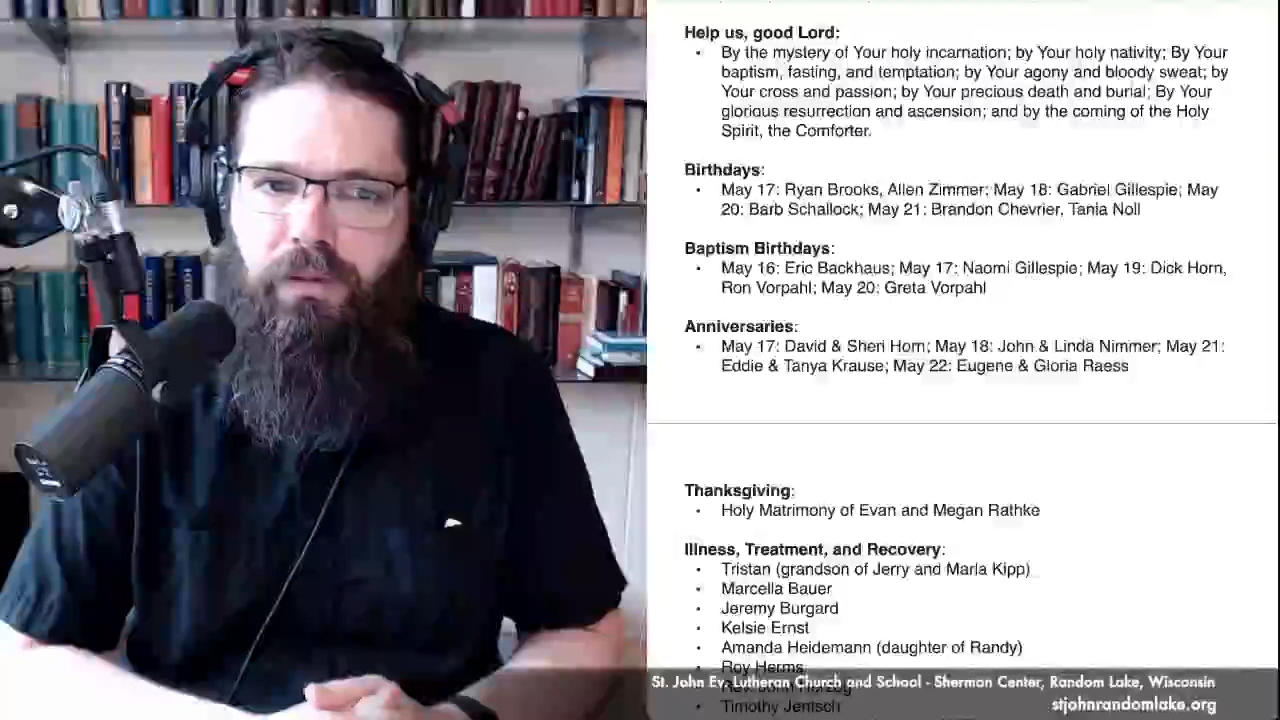 Help us, good Lord:
• By the mystery of Your holy incarnation; by Your holy nativity; By Your
baptism, fasting, and temptation; by Your agony and bloody sweat; by
Your cross and passion; by Your precious death and burial; By Your
glorious resurrection and ascension; and by the coming of the Holy
Spirit, the Comforter.
Birthdays:
• May 17: Ryan Brooks, Allen Zimmer; May 18: Gabriel Gillespie; May
20: Barb Schallock; May 21: Brandon Chevrier, Tania Noll
Baptism Birthdays:
• May 16: Eric Backhaus; May 17: Naomi Gillespie; May 19: Dick Horn,
Ron Vorpahl; May 20: Greta Vorpahl
Anniversaries:
• May 17: David & Sheri Horn; May 18: John & Linda Nimmer; May 21:
Eddie & Tanya Krause; May 22: Eugene & Gloria Raess
Thanksgiving:
• Holy Matrimony of Evan and Megan Rathke
Illness, Treatment, and Recovery:
• Tristan (grandson of Jerry and Marla Kipp)
• Marcella Bauer
• Jeremy Burgard
• Kelsie Ernst
• Amanda Heidemann (daughter of Randy)
• Roy Herms
• Rev. John Herzog
St. John Ev. Lutheran Church and School - Sherman Center, Random Lake, Wisconsin
• Timothy Jentsch
stjohnrandomlake.org